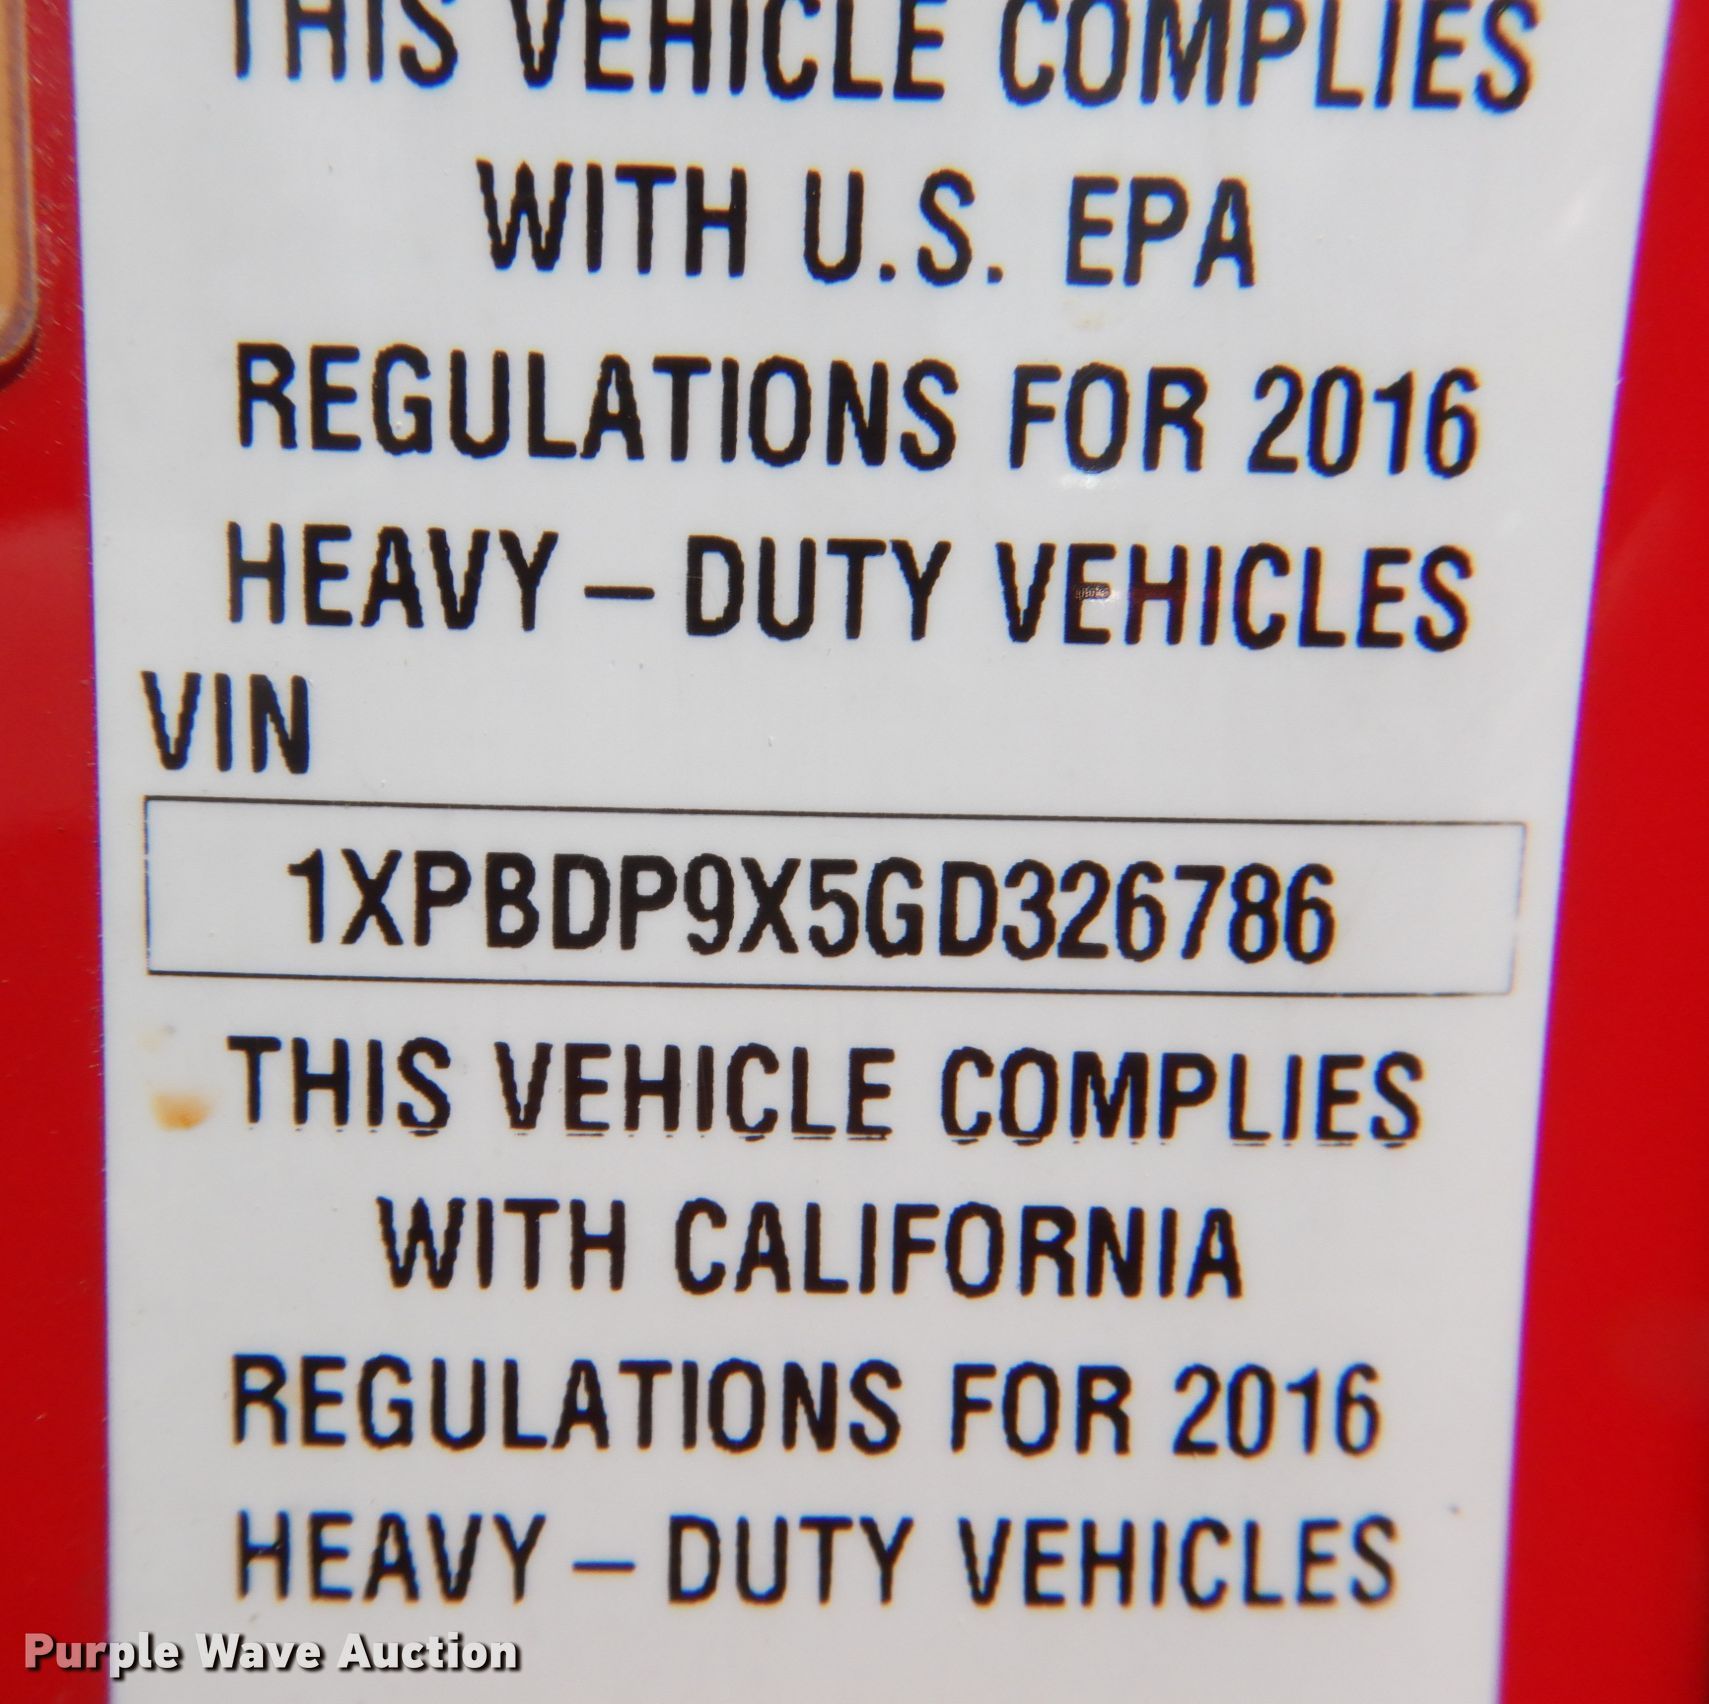 THIS VEHICLE COMPLIES
WITH U.S. EPA
REGULATIONS FOR 2016
HEAVY – DUTY VEHICLES
VIN
1XPBDP9X5GD326786
THIS VEHICLE COMPLIES
WITH CALIFORNIA
REGULATIONS FOR 2016
HEAVY – DUTY VEHICLES
Purple Wave Auction